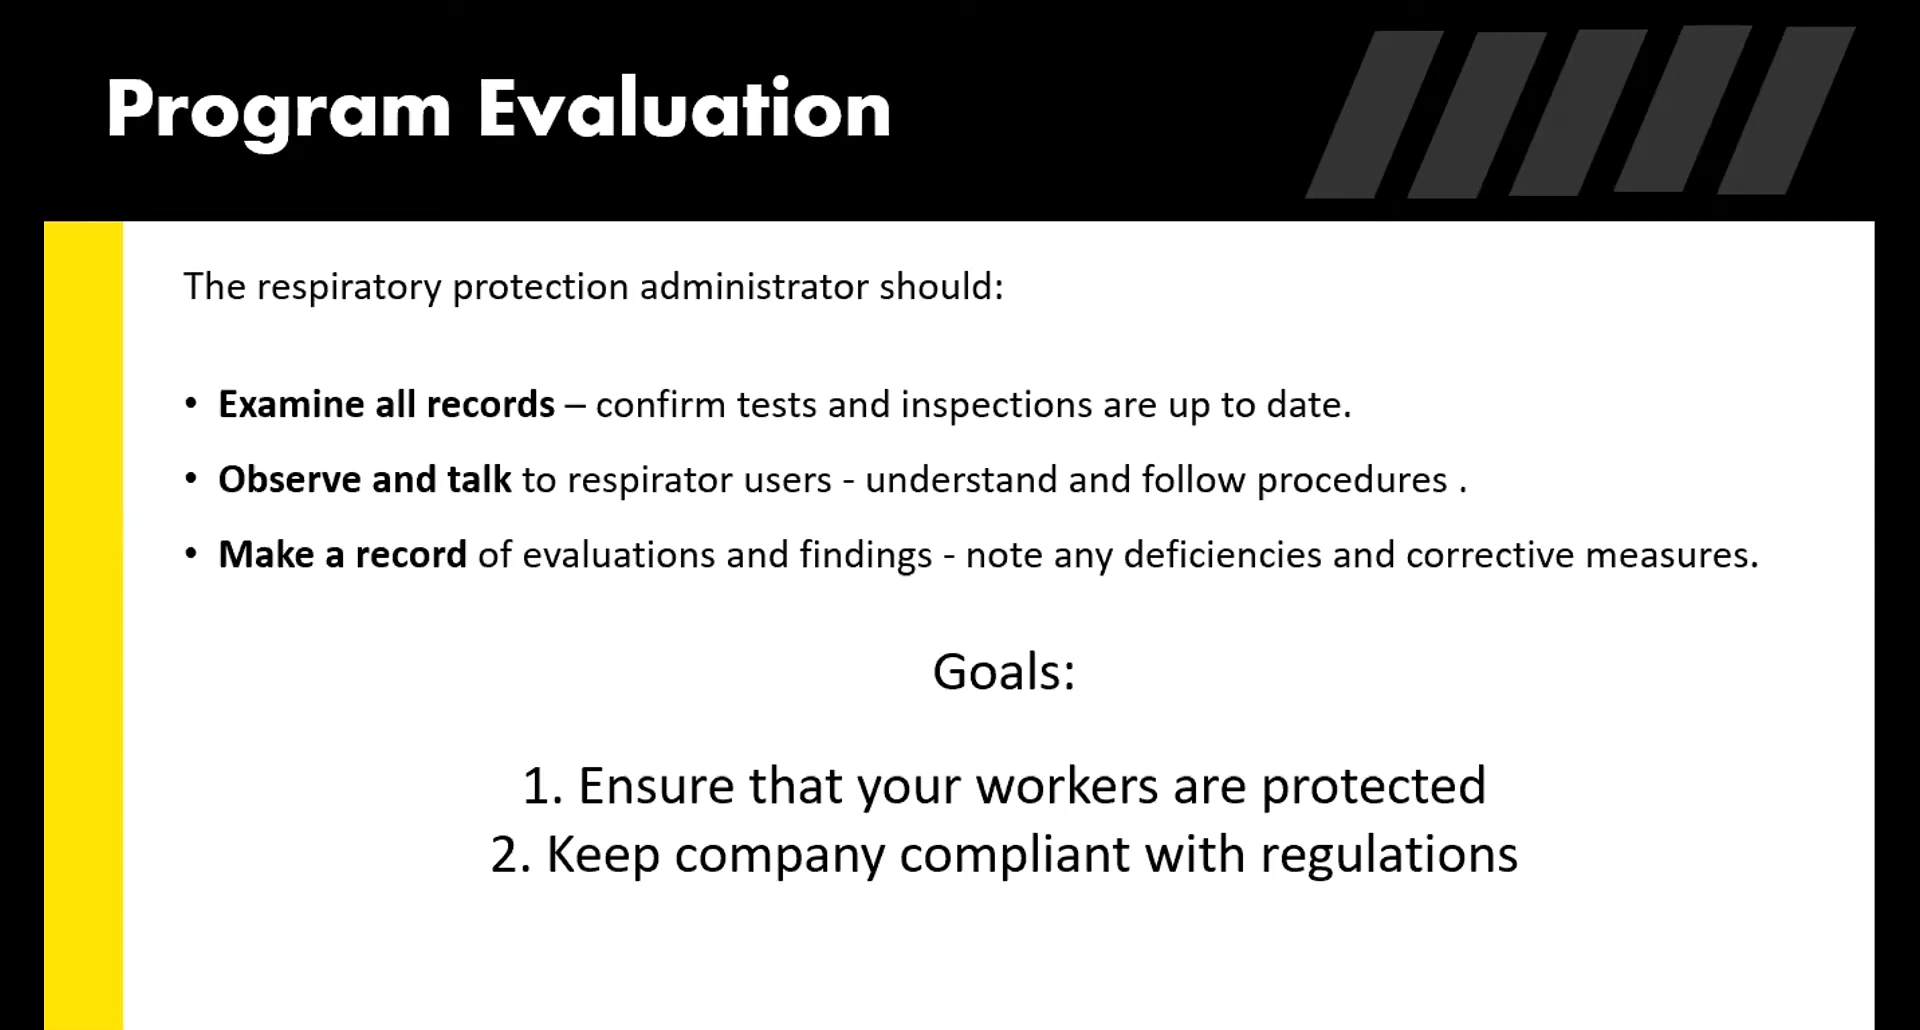 Program Evaluation
The respiratory protection administrator should:
• Examine all records – confirm tests and inspections are up to date.
• Observe and talk to respirator users - understand and follow procedures .
• Make a record of evaluations and findings - note any deficiencies and corrective measures.
Goals:
1. Ensure that your workers are protected
2. Keep company compliant with regulations